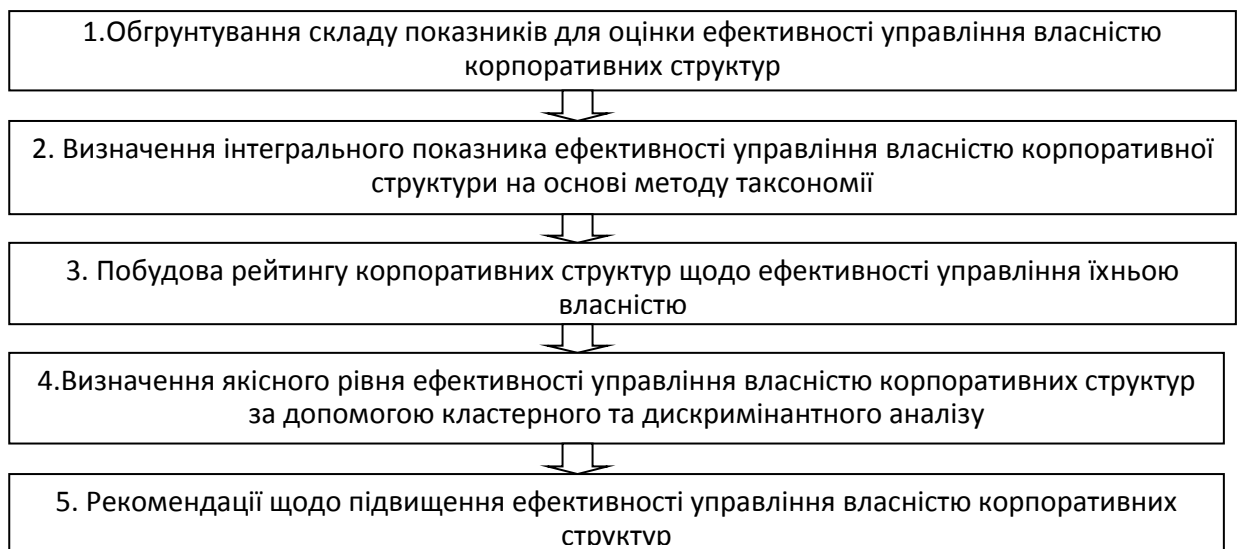 1.Обгрунтування складу показників для оцінки ефективності управління власністю
корпоративних структур
2. Визначення інтегрального показника ефективності управління власністю корпоративної
структури на основі методу таксономії
3. Побудова рейтингу корпоративних структур щодо ефективності управління їхньою
власністю
4.Визначення якісного рівня ефективності управління власністю корпоративних структур
за допомогою кластерного та дискримінантного аналізу
5. Рекомендації щодо підвищення ефективності управління власністю корпоративних
структур